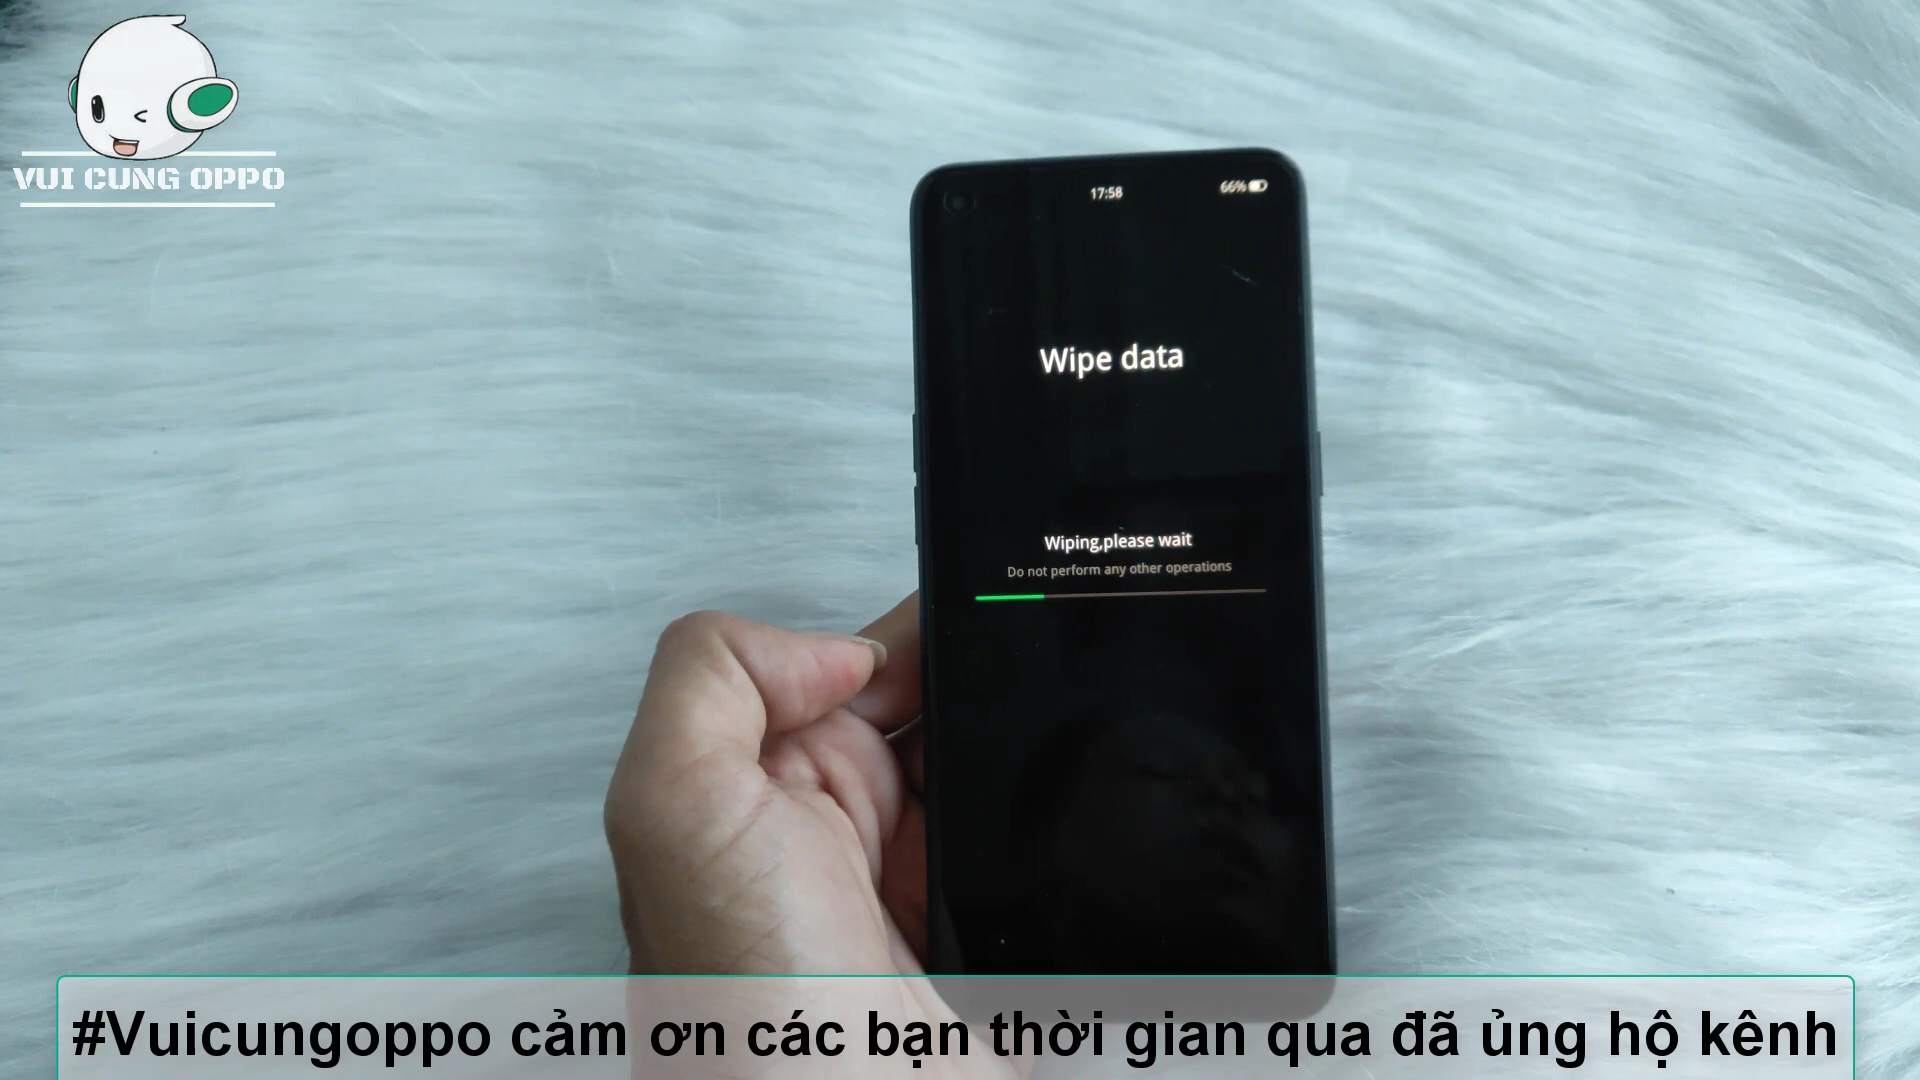 VUI CUNG OPPO
17:58
66%
Wipe data
Wiping,please wait
Do not perform any other operations
#Vuicungoppo cảm ơn các bạn thời gian qua đã ủng hộ kênh